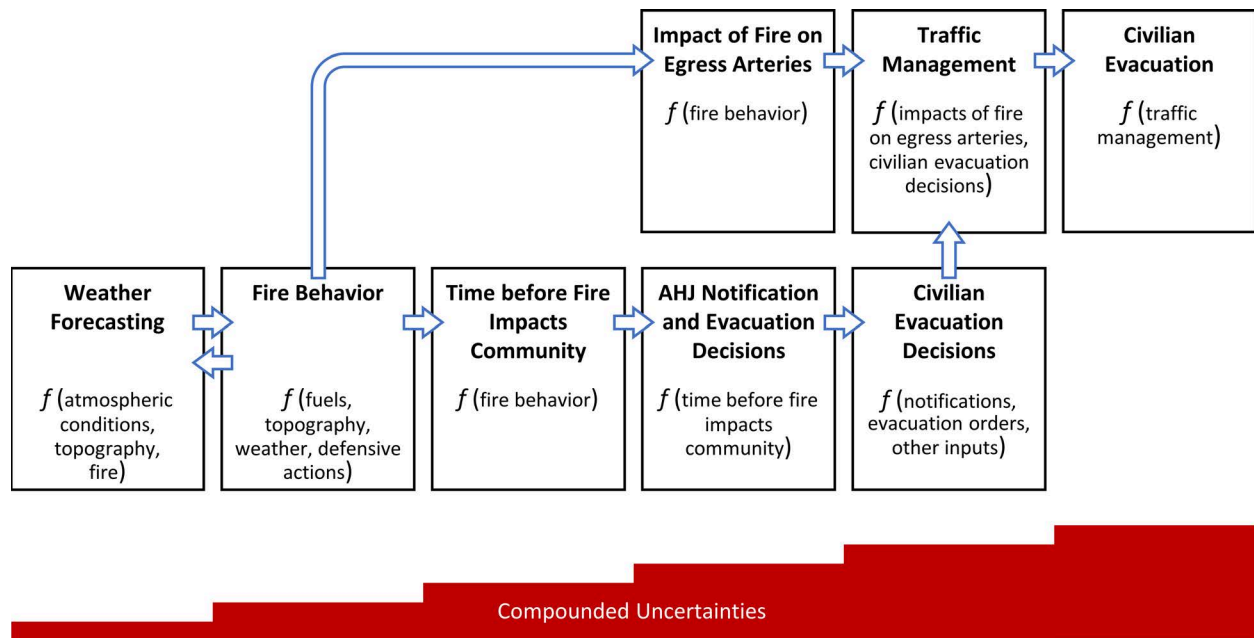 Impact of Fire on
Egress Arteries
f (fire behavior)
Traffic
Management
f (impacts of fire
on egress arteries,
civilian evacuation
decisions)
Civilian
Evacuation
f (traffic
management)
Weather
Forecasting
f (atmospheric
conditions,
topography,
fire)
Fire Behavior
f (fuels,
topography,
weather, defensive
actions)
Time before Fire
Impacts
Community
f (fire behavior)
AHJ Notification
and Evacuation
Decisions
f (time before fire
impacts
community)
Civilian
Evacuation
Decisions
f (notifications,
evacuation orders,
other inputs)
Compounded Uncertainties